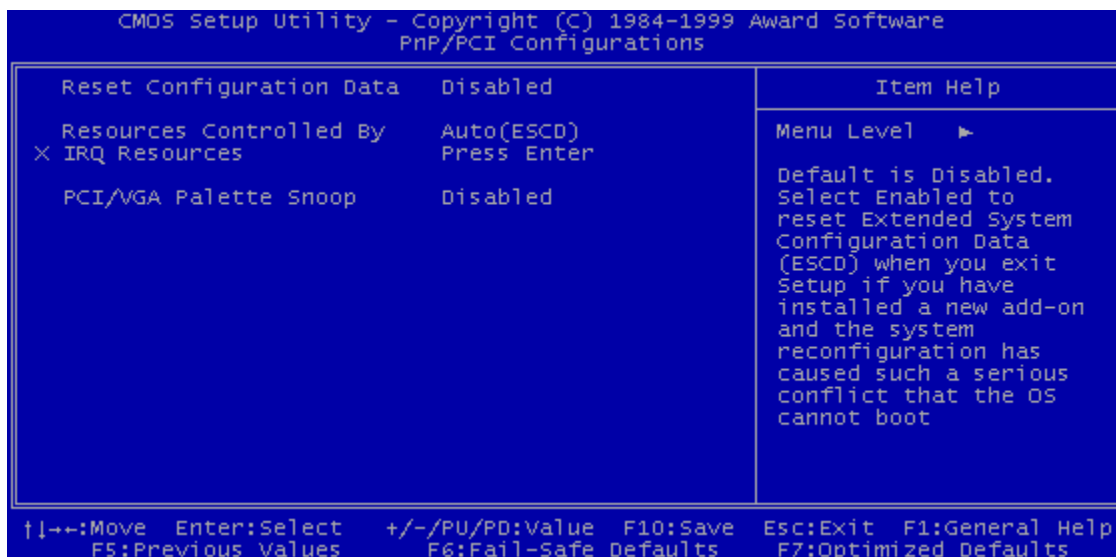 CMOS Setup Utility - Copyright (C) 1984-1999 Award Software
PnP/PCI Configurations
Reset Configuration Data Disabled
Resources Controlled By Auto(ESCD)
X IRQ Resources Press Enter
PCI/VGA Palette Snoop Disabled
Item Help
Menu Level ►
Default is Disabled.
Select Enabled to
reset Extended System
Configuration Data
(ESCD) when you exit
Setup if you have
installed a new add-on
and the system
reconfiguration has
caused such a serious
conflict that the OS
cannot boot
↑↓→←:Move Enter:Select +/-/PU/PD:Value F10:Save Esc:Exit F1:General Help
F5:Previous Values F6:Fail-Safe Defaults F7:Optimized Defaults